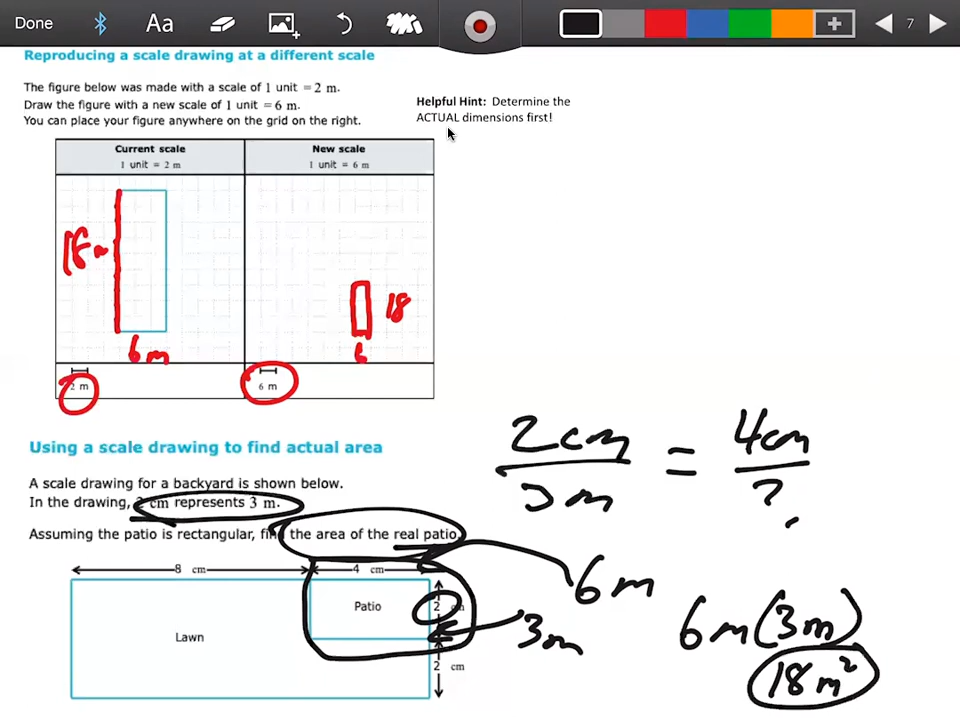 Done
Aa
7
Reproducing a scale drawing at a different scale
The figure below was made with a scale of 1 unit = 2 m.
Draw the figure with a new scale of 1 unit = 6 m.
You can place your figure anywhere on the grid on the right.
Helpful Hint: Determine the
ACTUAL dimensions first!
Current scale
1 unit = 2 m
New scale
1 unit = 6 m
18 m
6 m
18
6
2 m
6 m
2cm = 4cm
3m ?
Using a scale drawing to find actual area
A scale drawing for a backyard is shown below.
In the drawing, 2 cm represents 3 m.
Assuming the patio is rectangular, find the area of the real patio.
8 cm
4 cm
6m
Patio
2 cm
3m
6m(3m)
Lawn
2 cm
18m²